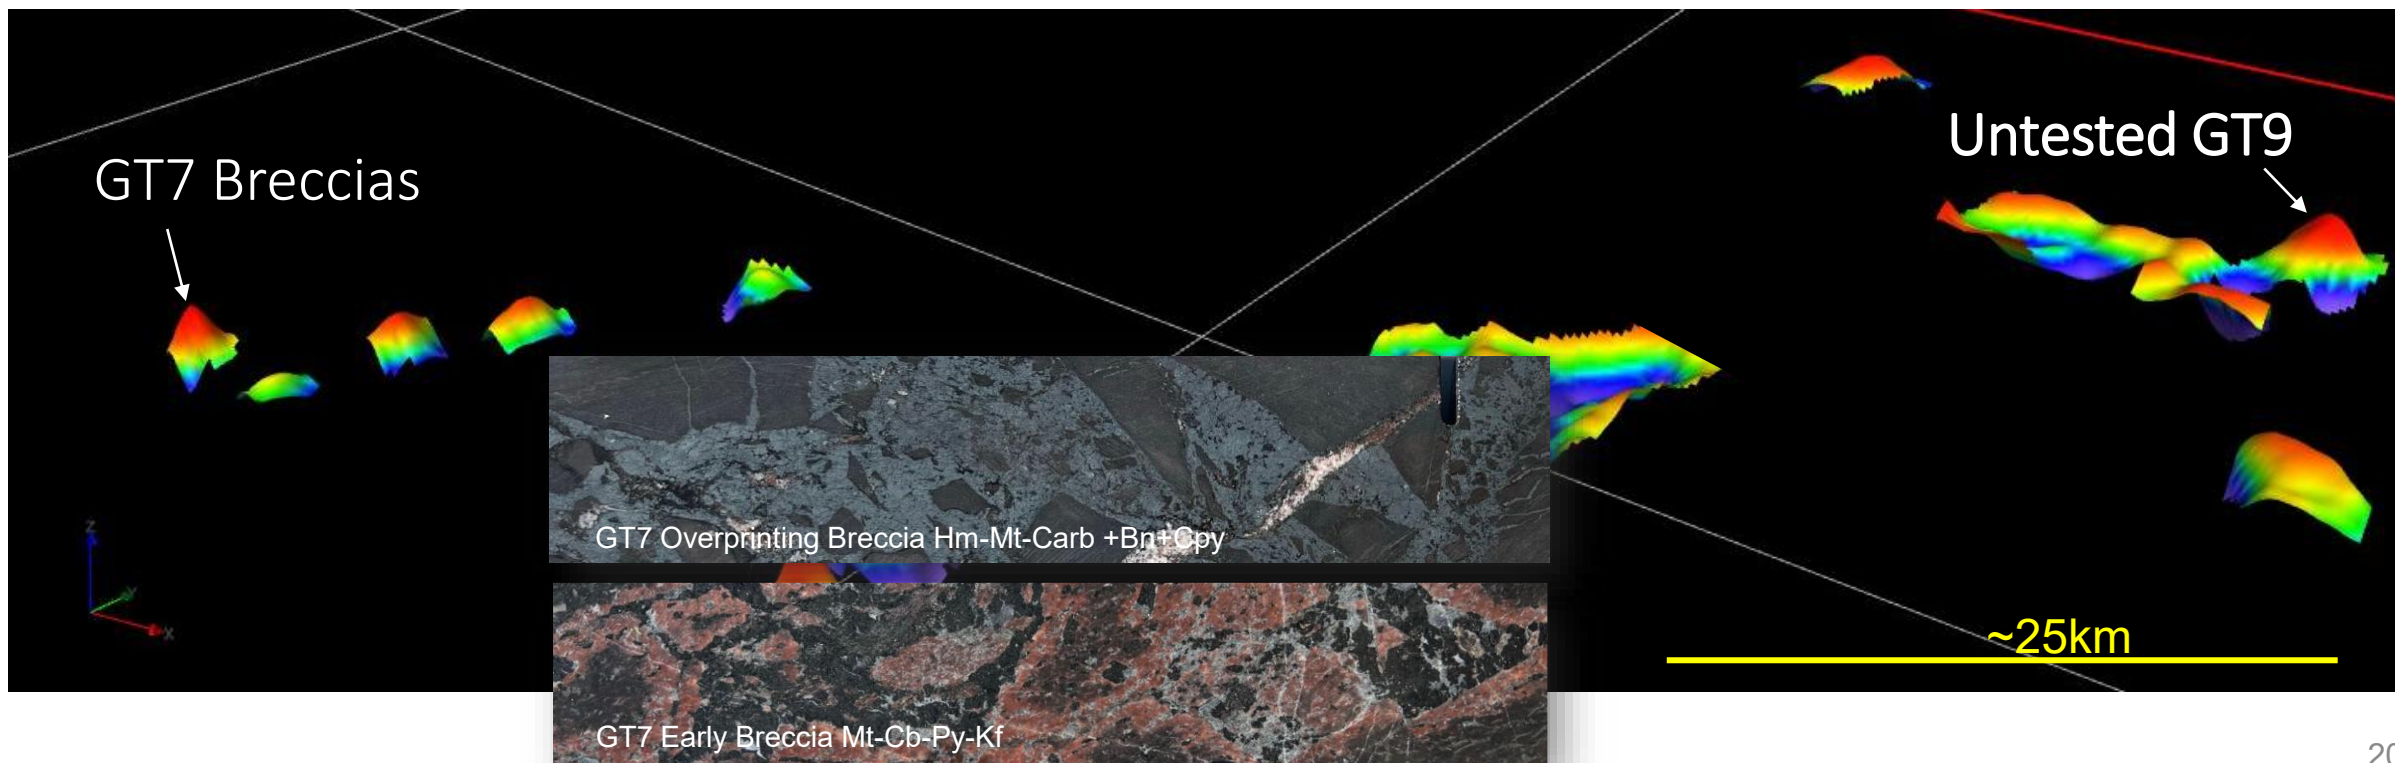 GT7 Breccias
Untested GT9
GT7 Overprinting Breccia Hm-Mt-Carb +Bn+Cpy
Z
Y
X
~25km
GT7 Early Breccia Mt-Cb-Py-Kf
20